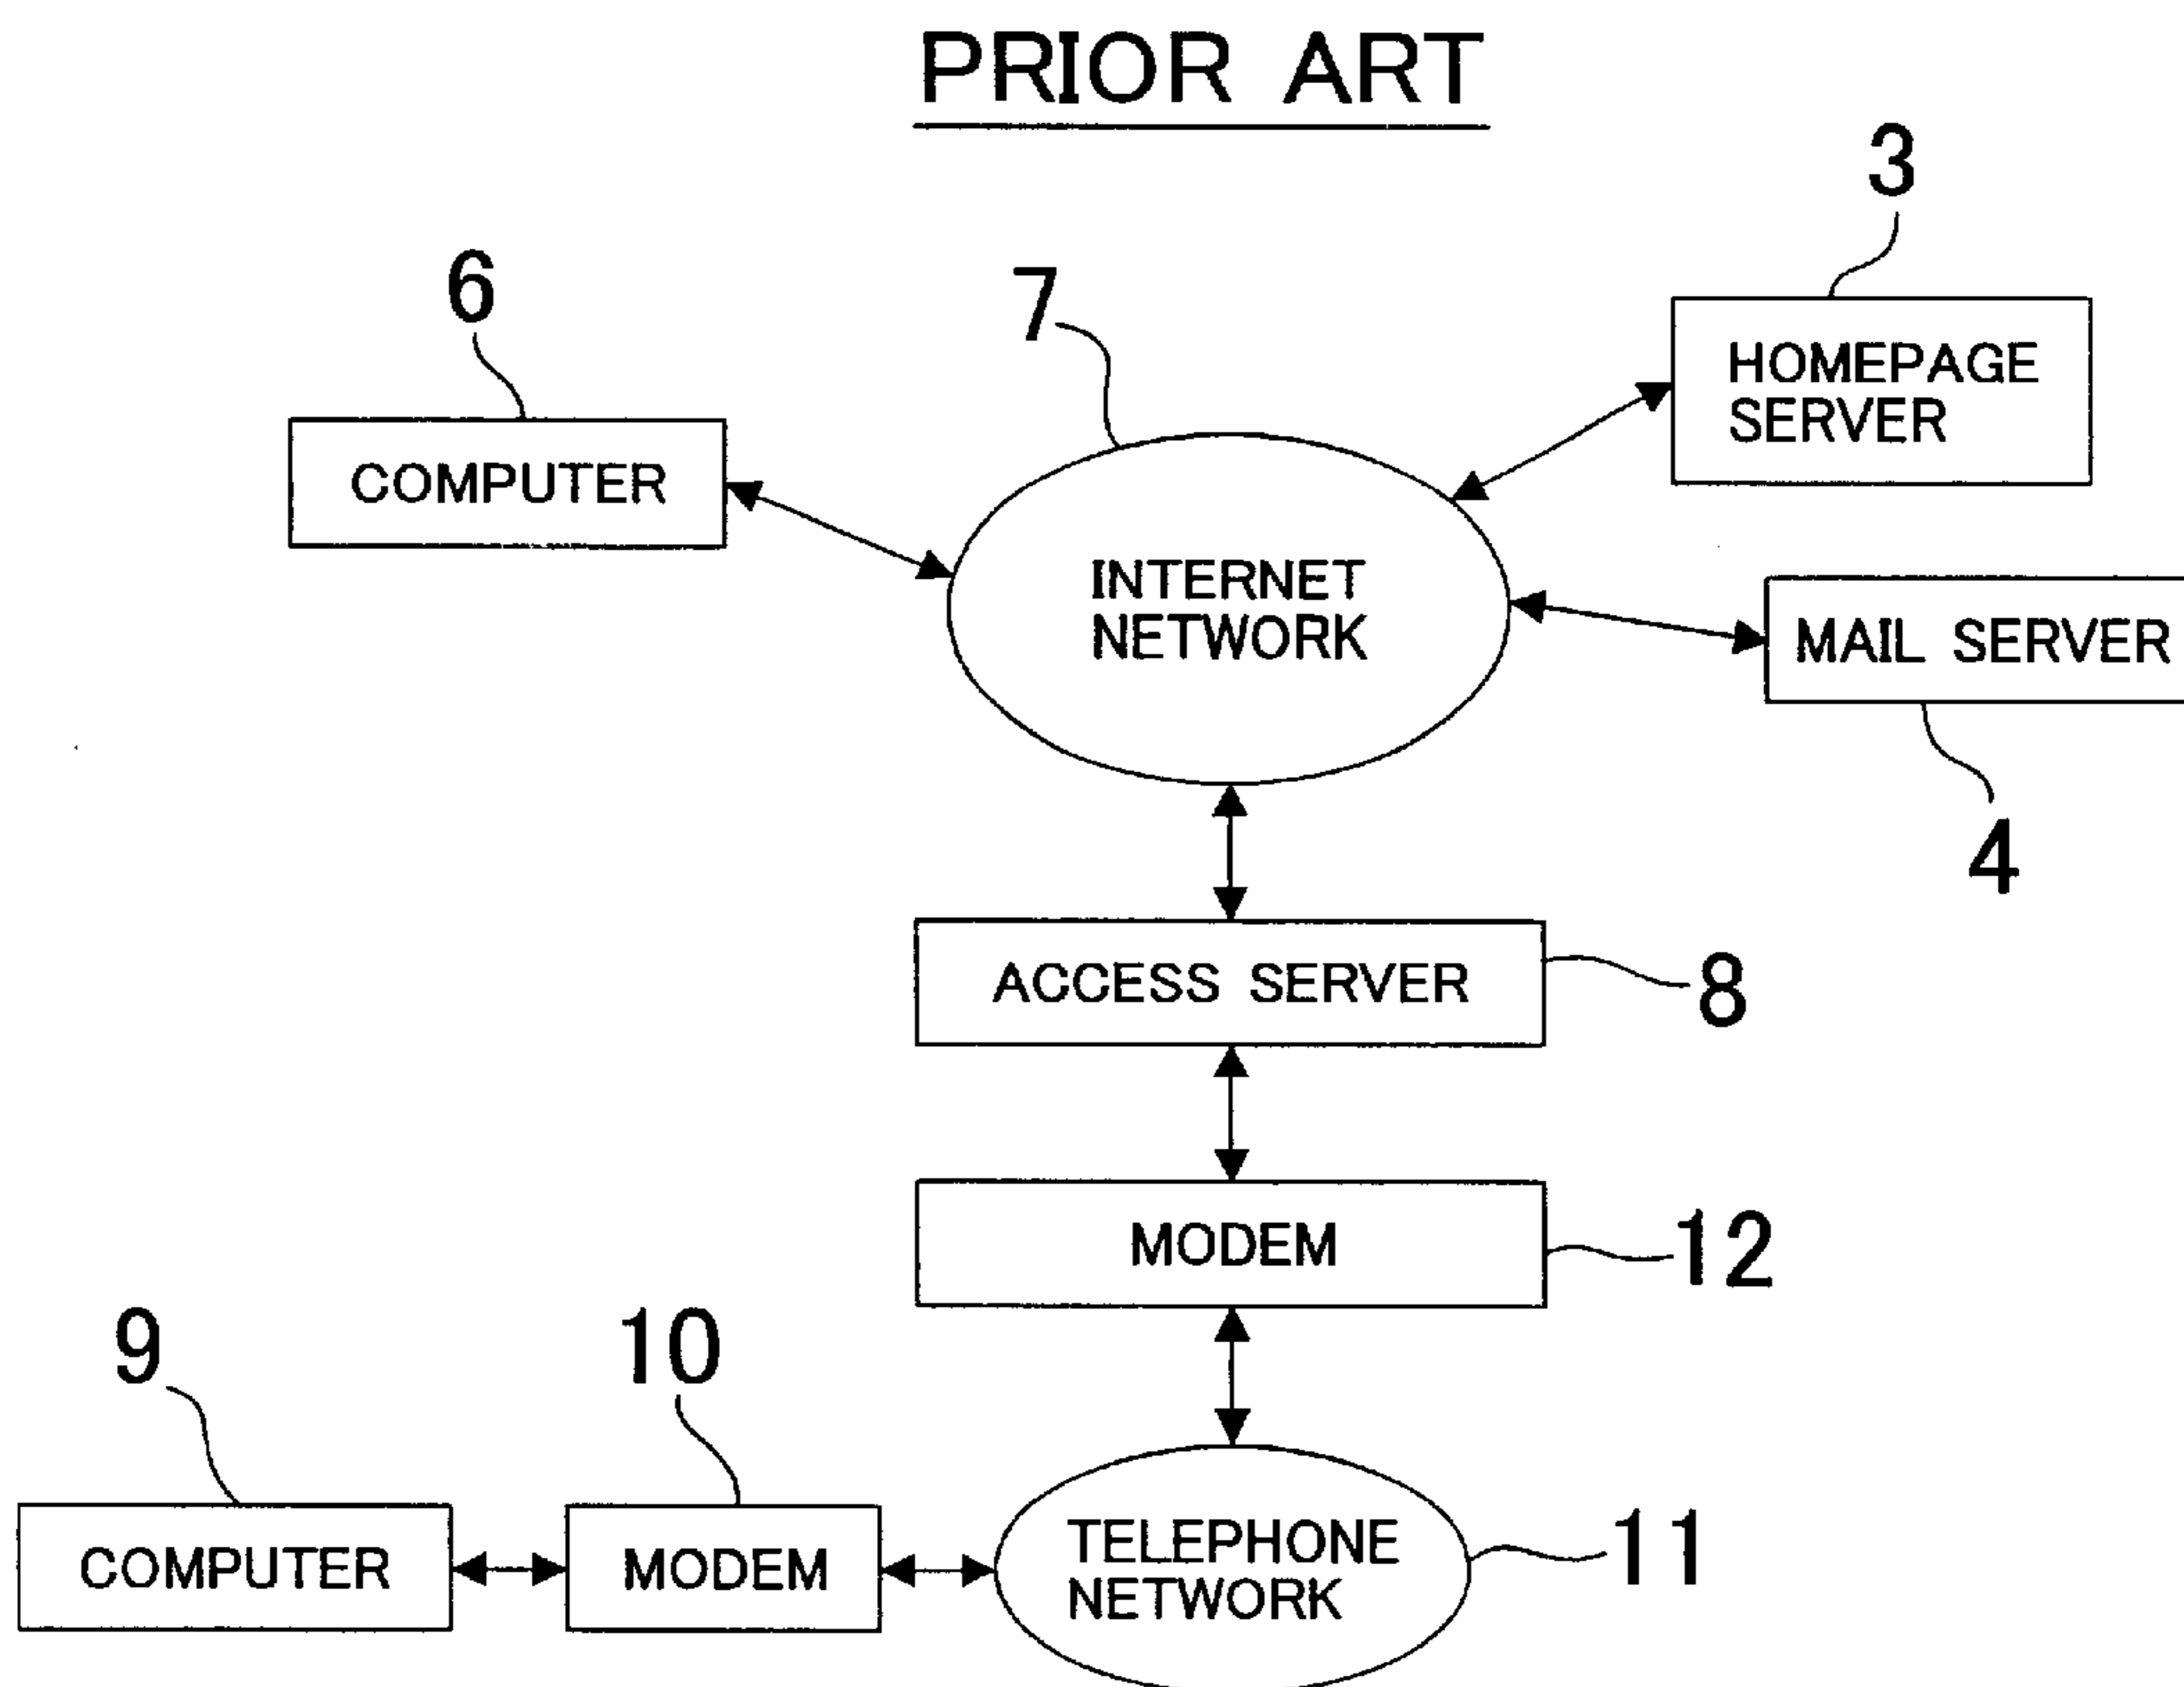 PRIOR ART
3
6
7
HOMEPAGE
SERVER
COMPUTER
INTERNET
NETWORK
MAIL SERVER
4
ACCESS SERVER
8
MODEM
12
9
10
COMPUTER
MODEM
TELEPHONE
NETWORK
11